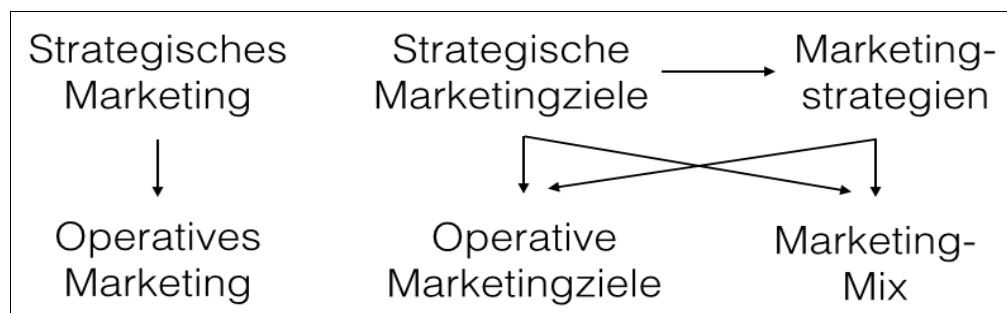 Strategisches
Marketing
Strategische
Marketingziele
Marketing-
strategien
Operatives
Marketing
Operative
Marketingziele
Marketing-
Mix